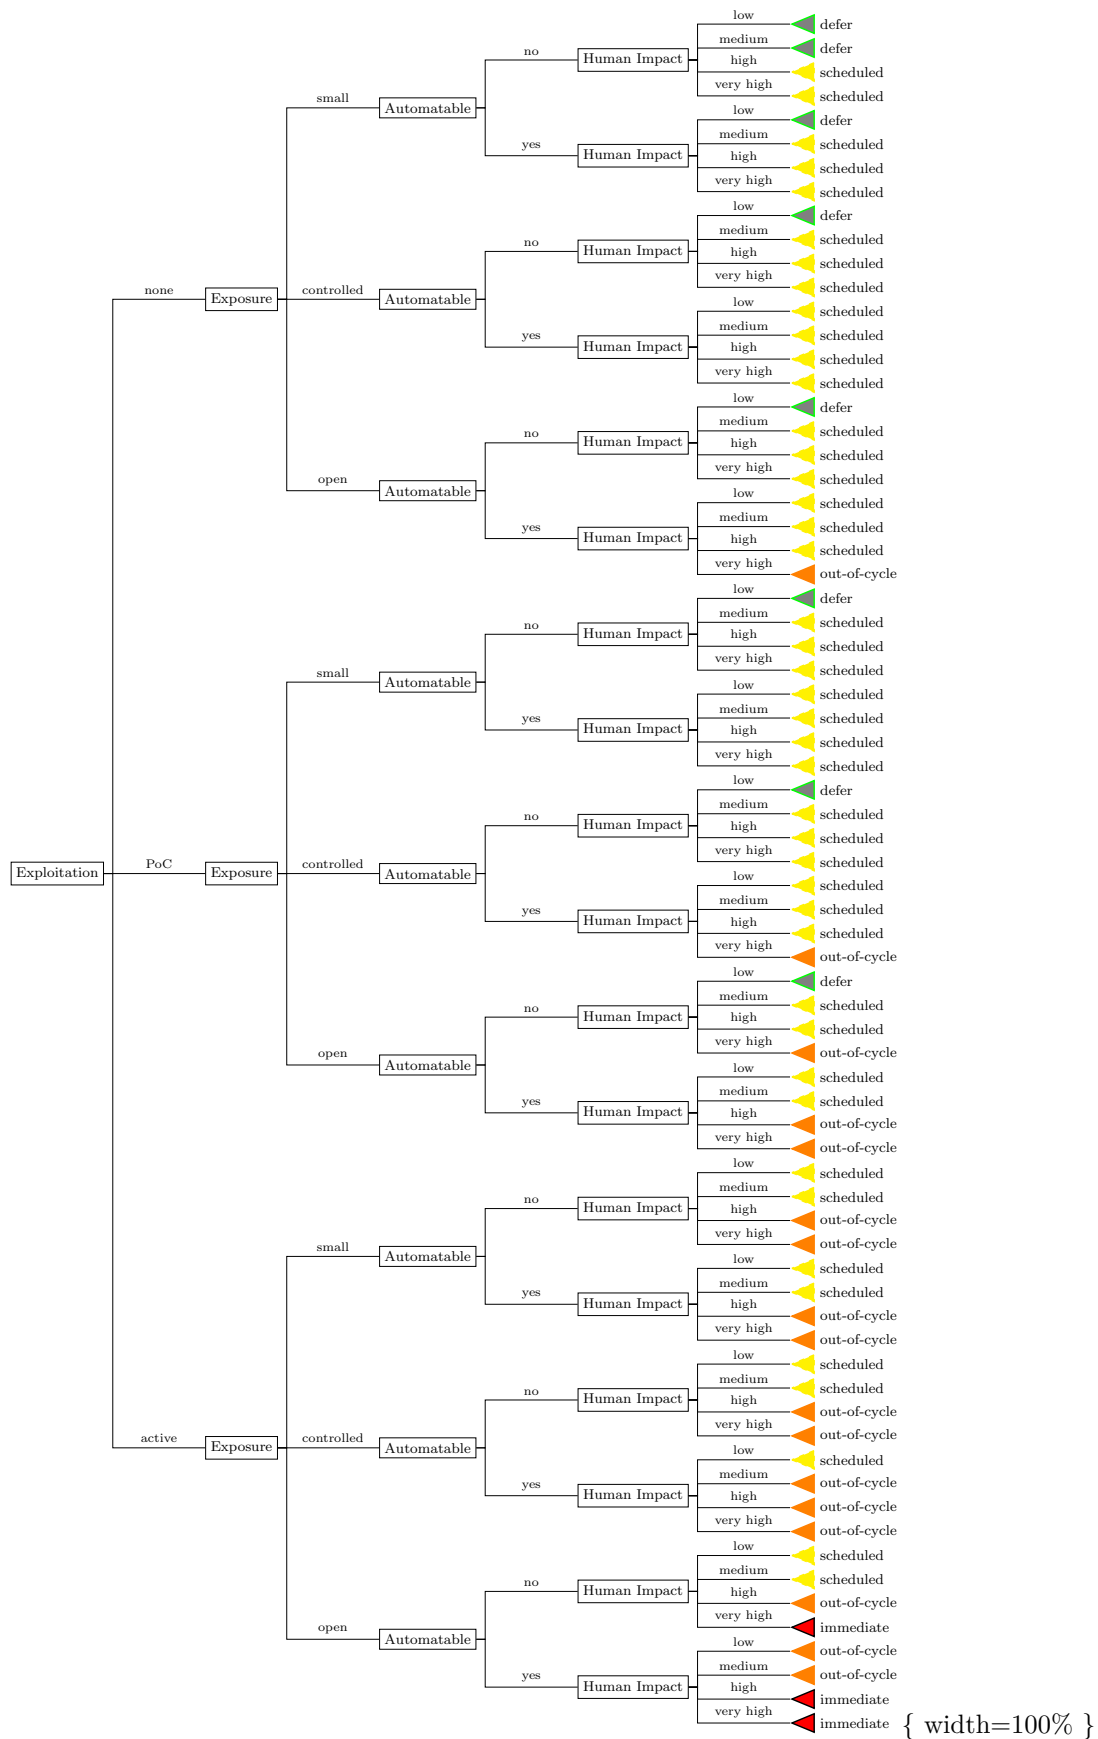 low
defer
medium
defer
no
Human Impact
high
scheduled
very high
scheduled
small
Automatable
low
defer
medium
scheduled
yes
Human Impact
high
scheduled
very high
scheduled
low
defer
medium
scheduled
no
Human Impact
high
scheduled
very high
scheduled
none
Exposure
controlled
Automatable
low
scheduled
medium
scheduled
yes
Human Impact
high
scheduled
very high
scheduled
low
defer
medium
scheduled
no
Human Impact
high
scheduled
very high
scheduled
open
Automatable
low
scheduled
medium
scheduled
yes
Human Impact
high
scheduled
very high
out-of-cycle
low
defer
medium
scheduled
no
Human Impact
high
scheduled
very high
scheduled
small
Automatable
low
scheduled
medium
scheduled
yes
Human Impact
high
scheduled
very high
scheduled
low
defer
medium
scheduled
no
Human Impact
high
scheduled
very high
scheduled
Exploitation
PoC
Exposure
controlled
Automatable
low
scheduled
medium
scheduled
yes
Human Impact
high
scheduled
very high
out-of-cycle
low
defer
medium
scheduled
no
Human Impact
high
scheduled
very high
out-of-cycle
open
Automatable
low
scheduled
medium
scheduled
yes
Human Impact
high
out-of-cycle
very high
out-of-cycle
low
scheduled
medium
scheduled
no
Human Impact
high
out-of-cycle
very high
out-of-cycle
small
Automatable
low
scheduled
medium
scheduled
yes
Human Impact
high
out-of-cycle
very high
out-of-cycle
low
scheduled
medium
scheduled
no
Human Impact
high
out-of-cycle
very high
out-of-cycle
active
Exposure
controlled
Automatable
low
scheduled
medium
out-of-cycle
yes
Human Impact
high
out-of-cycle
very high
out-of-cycle
low
scheduled
medium
scheduled
no
Human Impact
high
out-of-cycle
very high
immediate
open
Automatable
low
out-of-cycle
medium
out-of-cycle
yes
Human Impact
high
immediate
very high
immediate
{ width=100% }